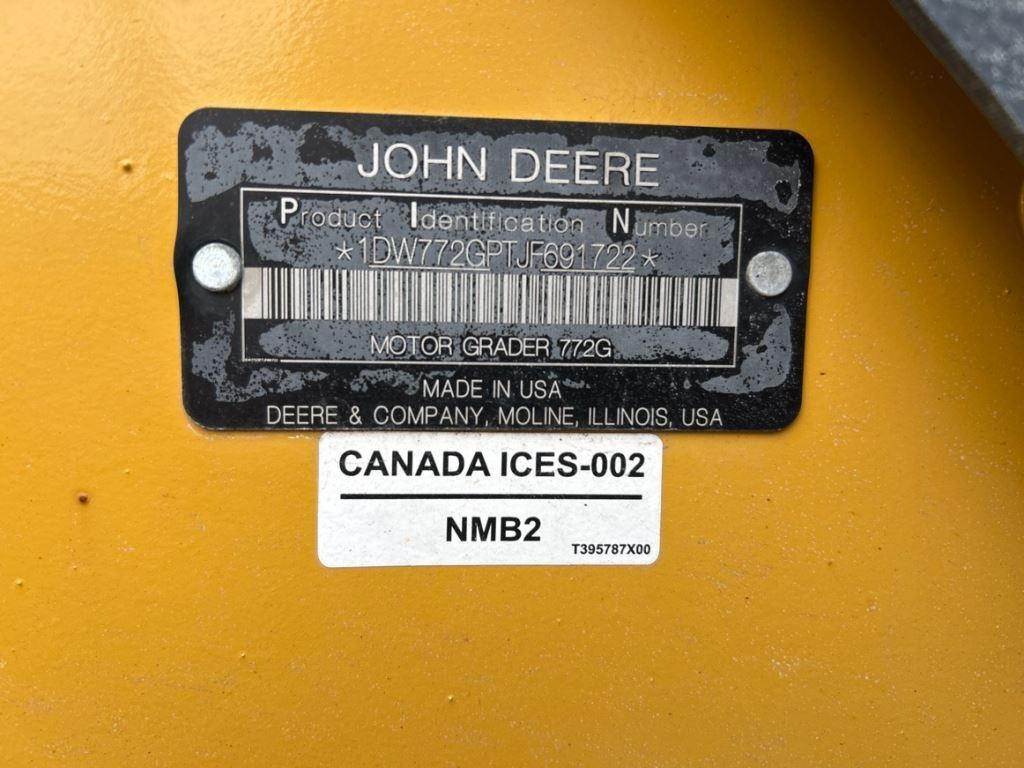 JOHN DEERE
Product Identification Number
*1DW772GPTJF691722*
MOTOR GRADER 772G
MADE IN USA
DEERE & COMPANY, MOLINE, ILLINOIS, USA
CANADA ICES-002
NMB2
T395787X00